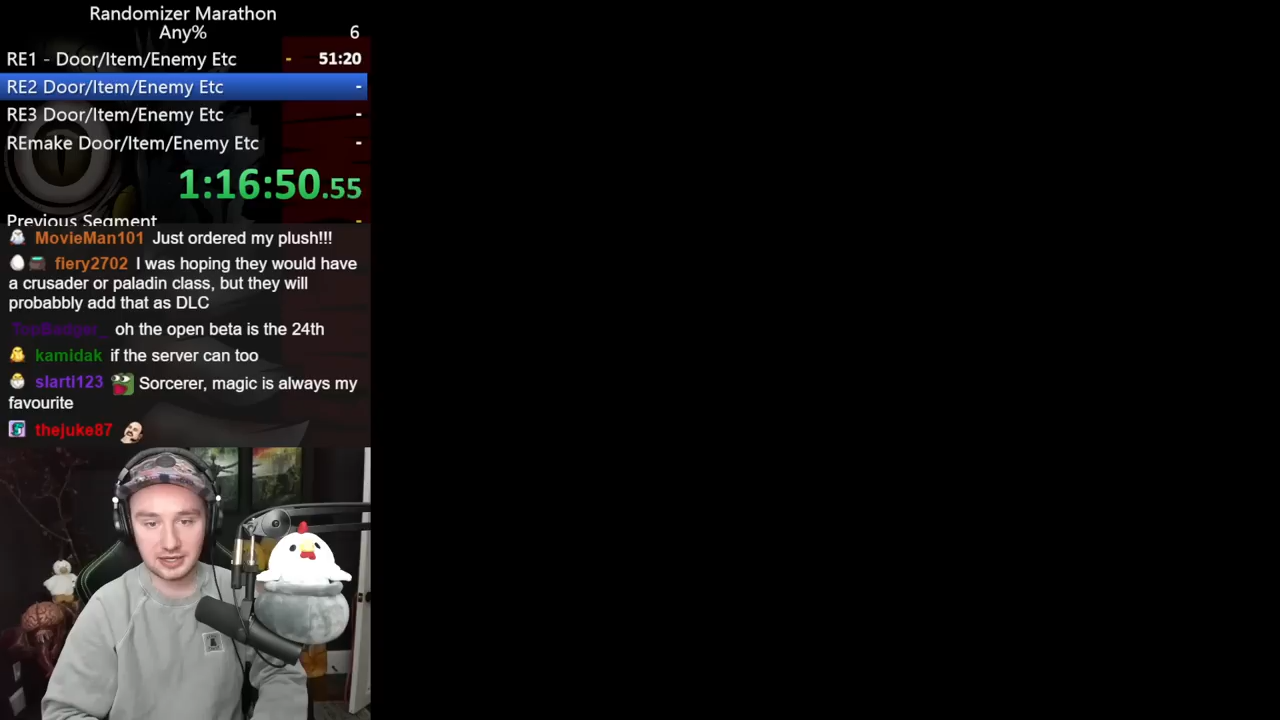 Randomizer Marathon
Any% 6
RE1 - Door/Item/Enemy Etc - 51:20
RE2 Door/Item/Enemy Etc -
RE3 Door/Item/Enemy Etc -
REmake Door/Item/Enemy Etc -
1:16:50.55
Previous Segment -
MovieMan101 Just ordered my plush!!!
fiery2702 I was hoping they would have
a crusader or paladin class, but they will
probabbly add that as DLC
TopBadger_ oh the open beta is the 24th
kamidak if the server can too
slarti123 Sorcerer, magic is always my
favourite
thejuke87